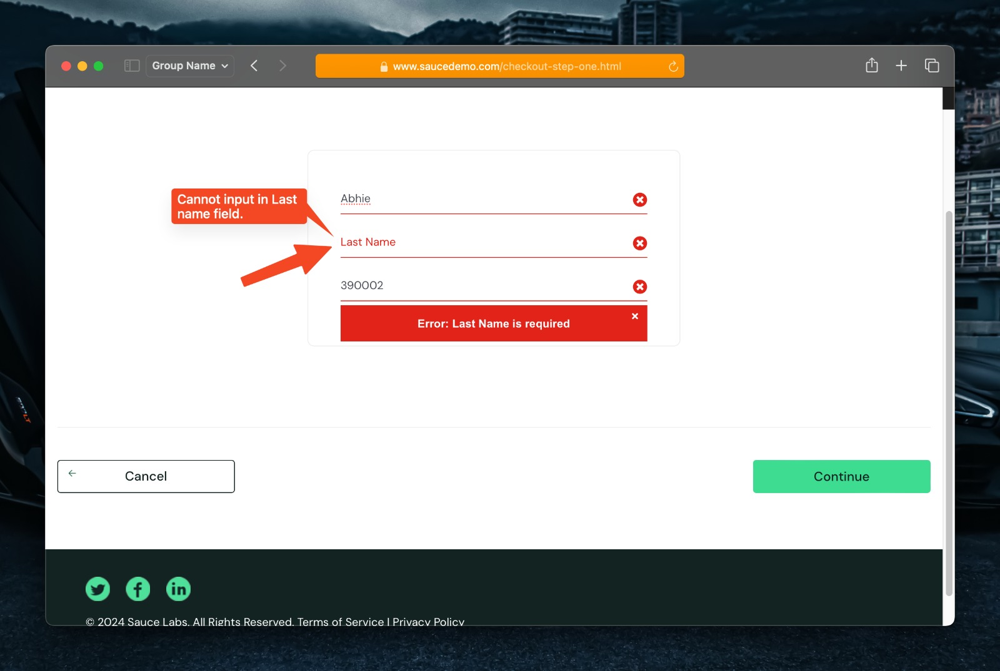 Group Name
www.saucedemo.com/checkout-step-one.html
Cannot input in Last
name field.
Abhie
Last Name
390002
Error: Last Name is required
Cancel
Continue
© 2024 Sauce Labs. All Rights Reserved. Terms of Service | Privacy Policy